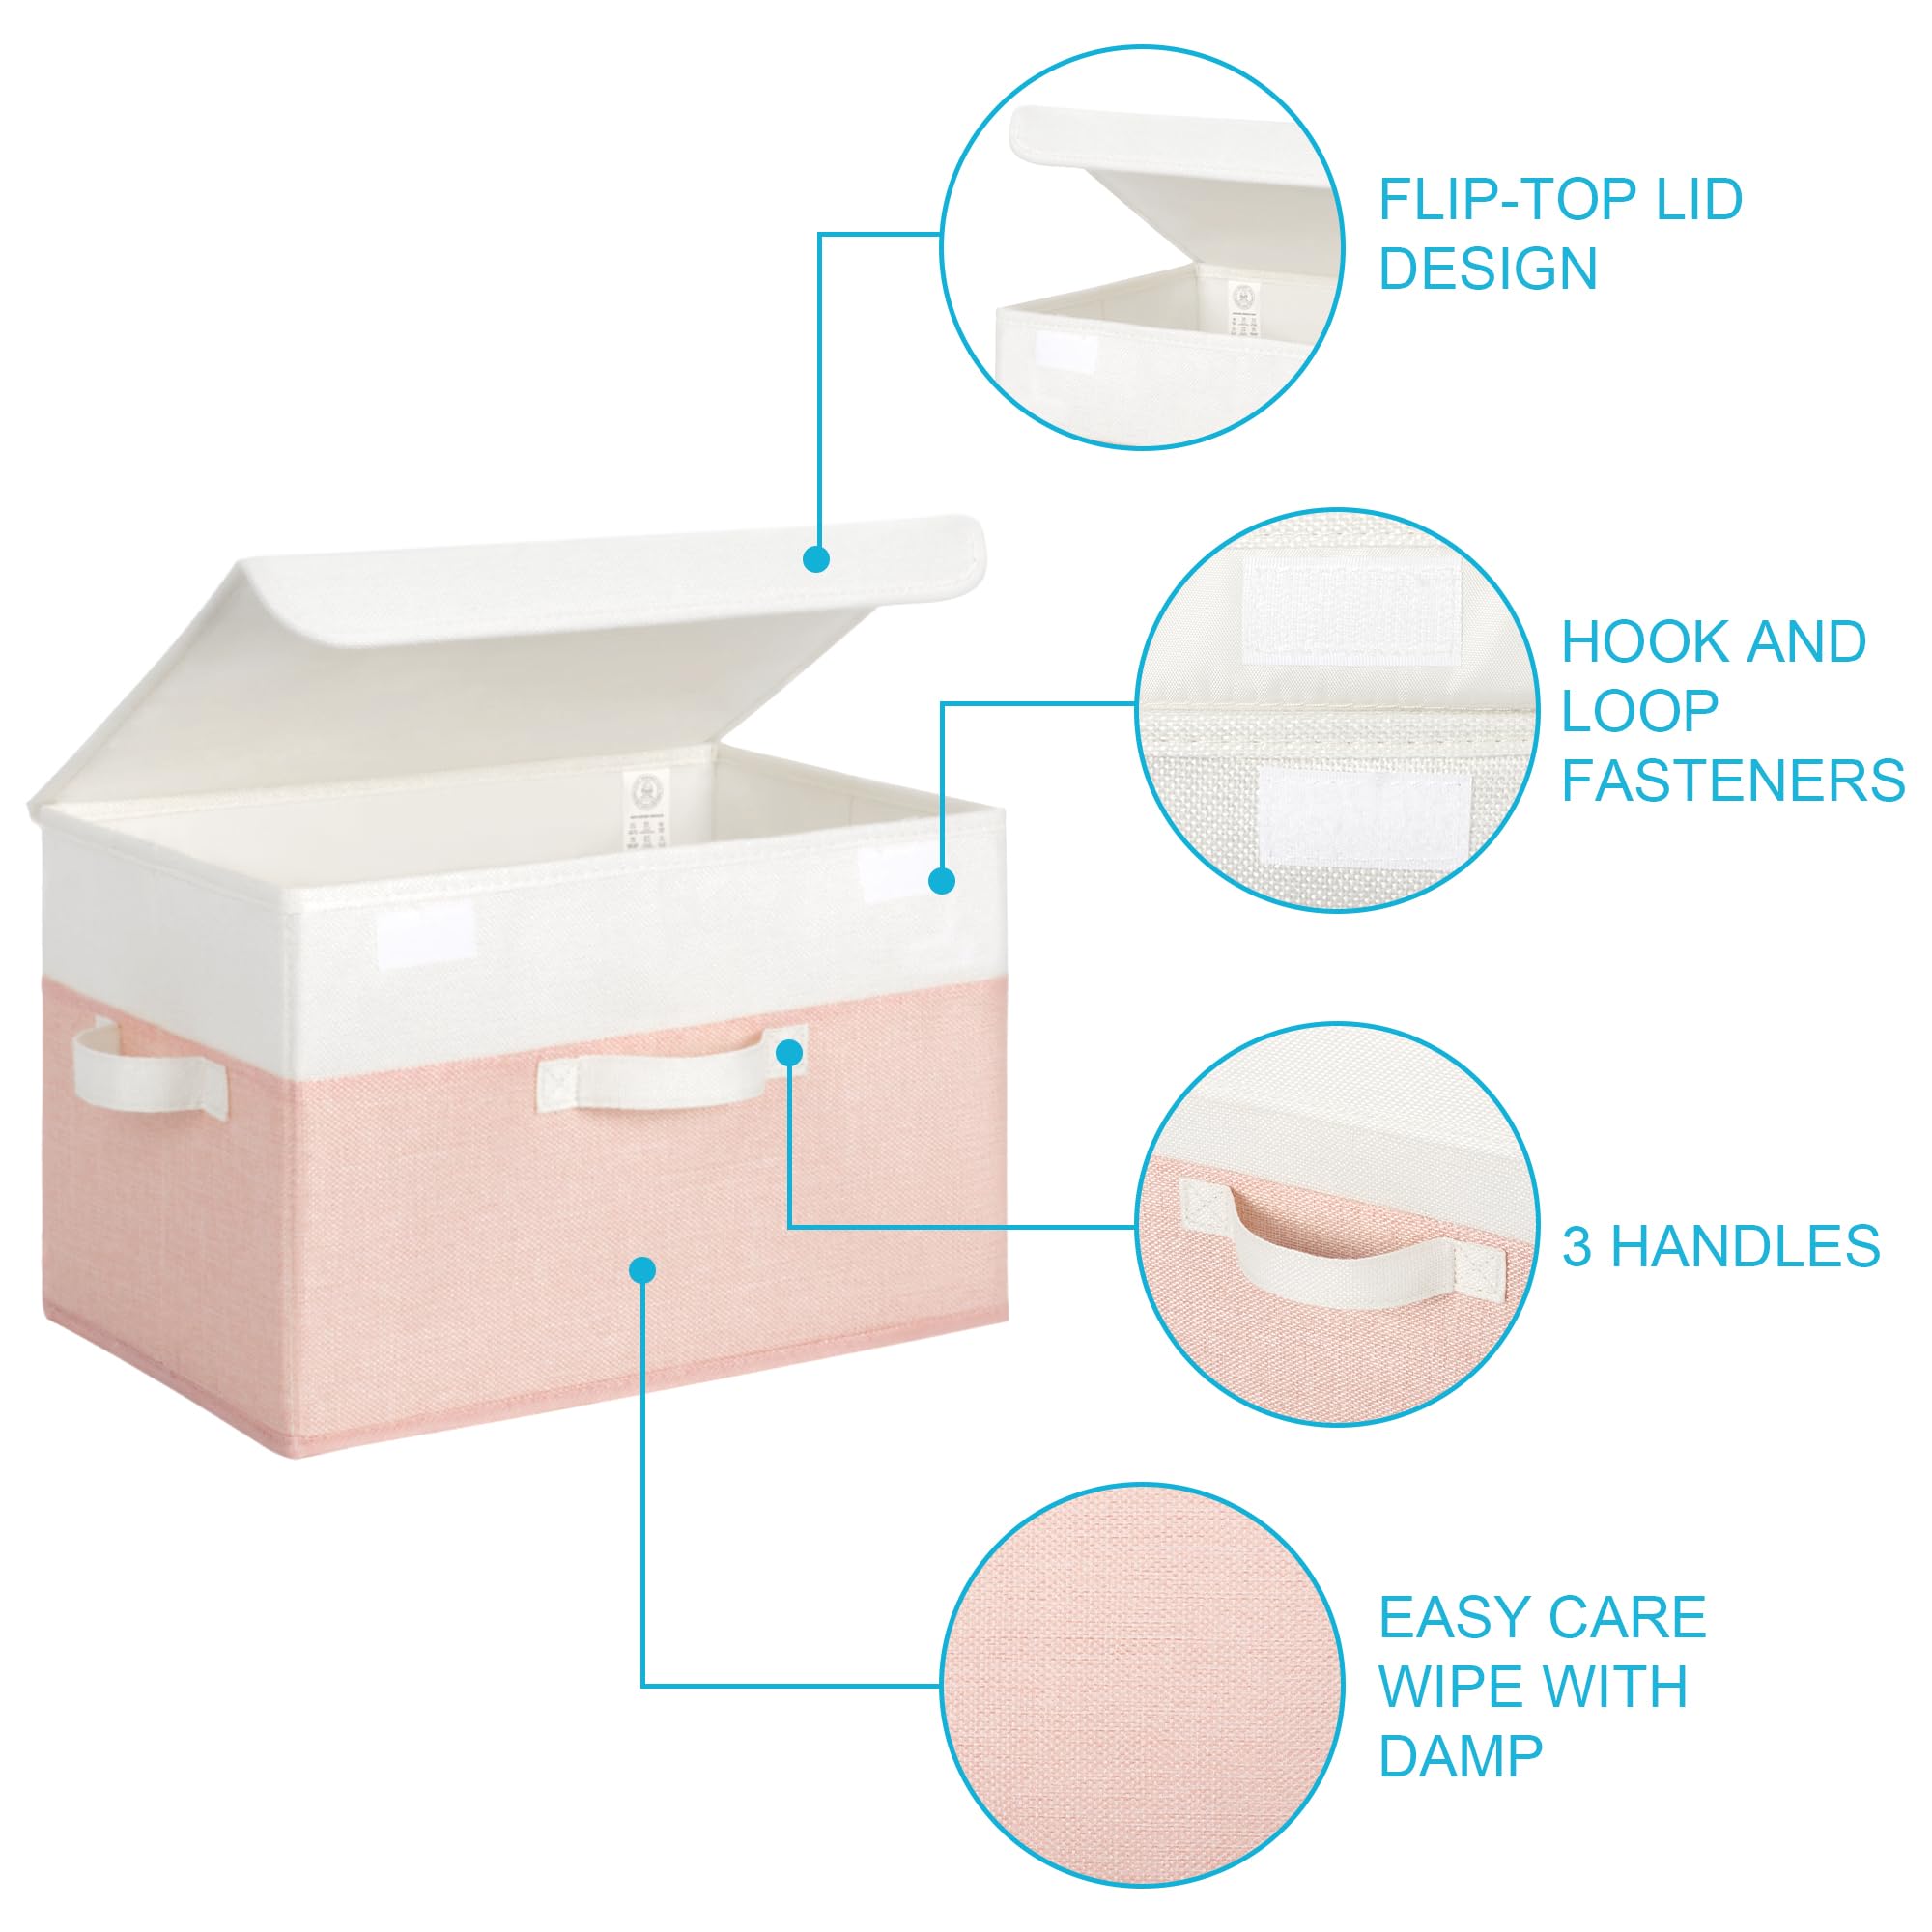 FLIP-TOP LID
DESIGN
HOOK AND
LOOP
FASTENERS
3 HANDLES
EASY CARE
WIPE WITH
DAMP